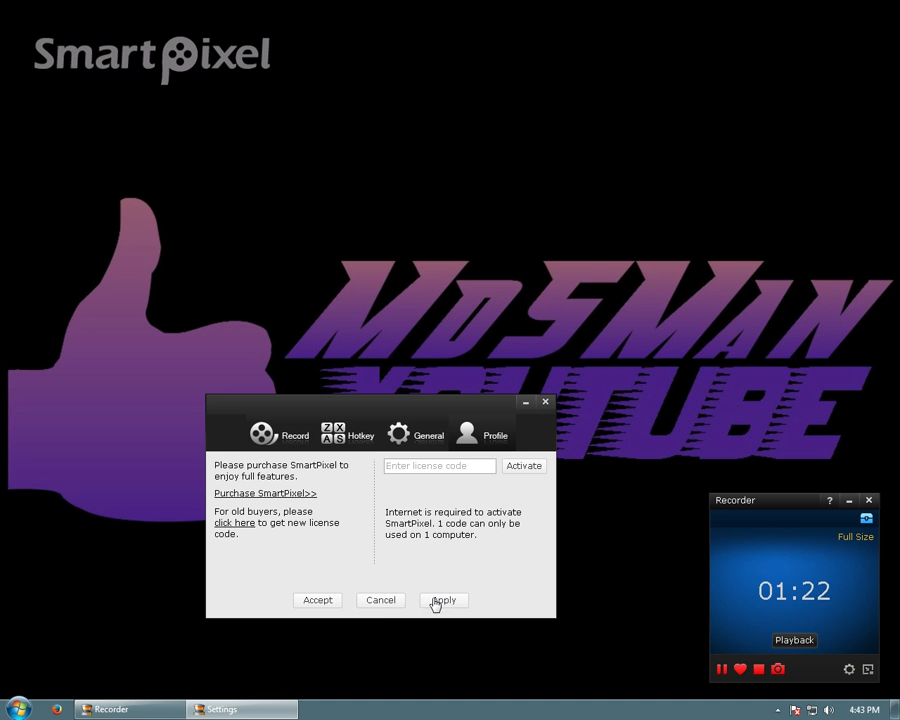 SmartPixel
MDSMAN
YOUTUBE
Record
ZX
AS
Hotkey
General
Profile
Please purchase SmartPixel to
enjoy full features.
Purchase SmartPixel>>
For old buyers, please
click here to get new license
code.
Enter license code
Activate
Internet is required to activate
SmartPixel. 1 code can only be
used on 1 computer.
Accept
Cancel
Apply
Recorder
?
Full Size
01:22
Playback
Recorder
Settings
4:43 PM